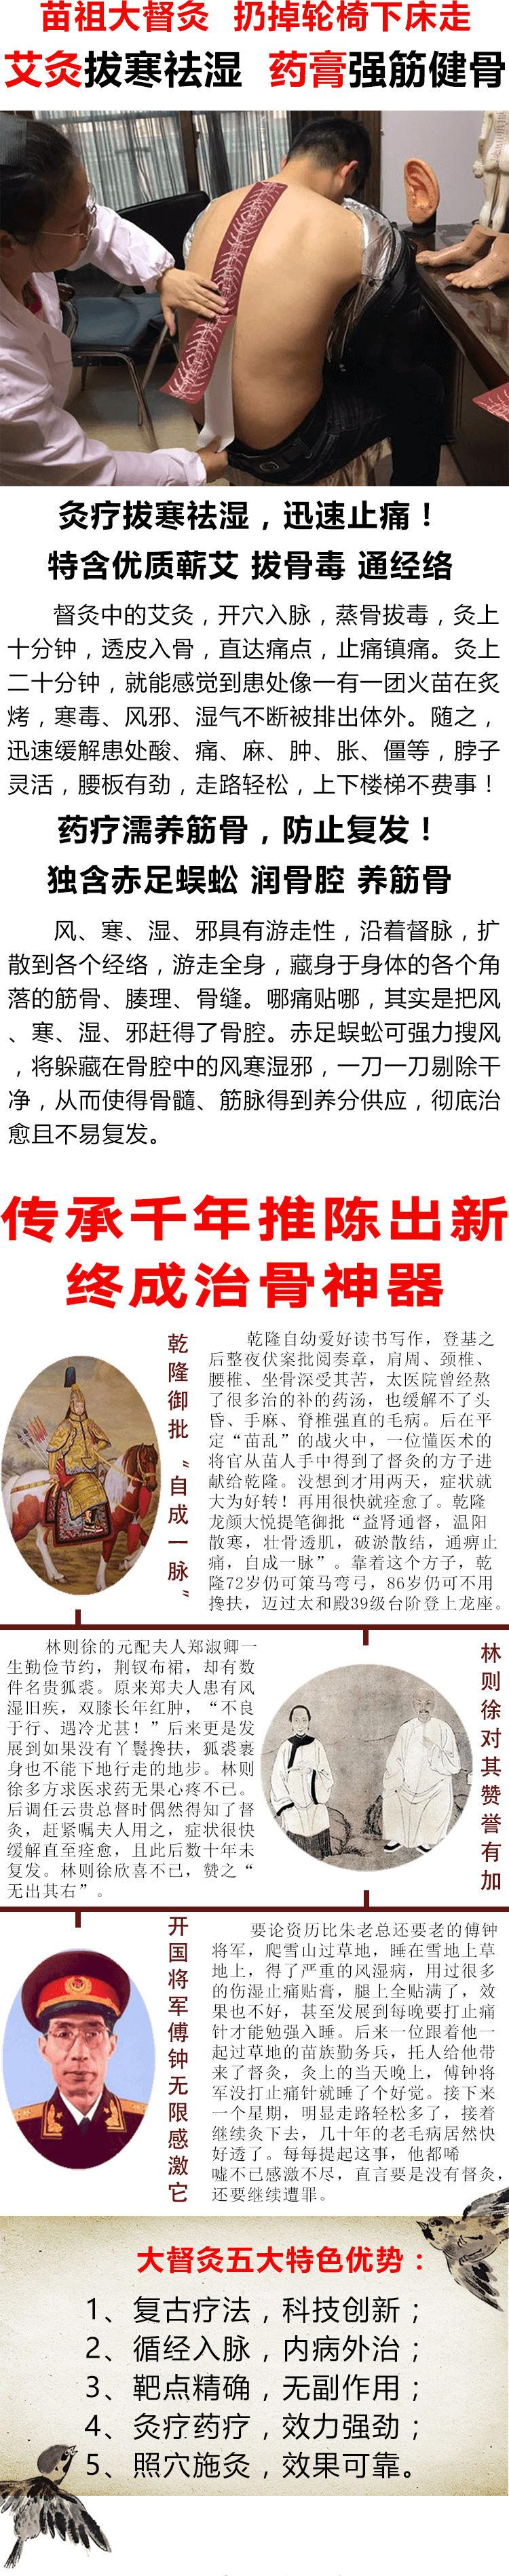 苗祖大督灸 扔掉轮椅下床走
艾灸拔寒祛湿 药膏强筋健骨
灸疗拔寒祛湿，迅速止痛！
特含优质蕲艾 拔骨毒 通经络
督灸中的艾灸，开穴入脉，蒸骨拔毒，灸上
十分钟，透皮入骨，直达痛点，止痛镇痛。灸上
二十分钟，就能感觉到患处像一有一团火苗在炙
烤，寒毒、风邪、湿气不断被排出体外。随之，
迅速缓解患处酸、痛、麻、肿、胀、僵等，脖子
灵活，腰板有劲，走路轻松，上下楼梯不费事！
药疗濡养筋骨，防止复发！
独含赤足蜈蚣 润骨腔 养筋骨
风、寒、湿、邪具有游走性，沿着督脉，扩
散到各个经络，游走全身，藏身于身体的各个角
落的筋骨、腠理、骨缝。哪痛贴哪，其实是把风
、寒、湿、邪赶得了骨腔。赤足蜈蚣可强力搜风
，将躲藏在骨腔中的风寒湿邪，一刀一刀剔除干
净，从而使得骨髓、筋脉得到养分供应，彻底治
愈且不易复发。
传承千年推陈出新
终成治骨神器
乾隆御批“自成一脉”
乾隆自幼爱好读书写作，登基之
后整夜伏案批阅奏章，肩周、颈椎、
腰椎、坐骨深受其苦，太医院曾经熬
了很多治的补的药汤，也缓解不了头
昏、手麻、脊椎强直的毛病。后在平
定“苗乱”的战火中，一位懂医术的
将官从苗人手中得到了督灸的方子进
献给乾隆。没想到才用两天，症状就
大为好转！再用很快就痊愈了。乾隆
龙颜大悦提笔御批“益肾通督，温阳
散寒，壮骨透肌，破淤散结，通痹止
痛，自成一脉”。靠着这个方子，乾
隆72岁仍可策马弯弓，86岁仍可不用
搀扶，迈过太和殿39级台阶登上龙座。
林则徐的元配夫人郑淑卿一
生勤俭节约，荆钗布裙，却有数
件名贵狐裘。原来郑夫人患有风
湿旧疾，双膝长年红肿，“不良
于行、遇冷尤甚！”后来更是发
展到如果没有丫鬟搀扶，狐裘裹
身也不能下地行走的地步。林则
徐多方求医求药无果心疼不已。
后调任云贵总督时偶然得知了督
灸，赶紧嘱夫人用之，症状很快
缓解直至痊愈，且此后数十年未
复发。林则徐欣喜不已，赞之“
无出其右”。
林则徐对其赞誉有加
开国将军傅钟无限感激它
要论资历比朱老总还要老的傅钟
将军，爬雪山过草地，睡在雪地上草
地上，得了严重的风湿病，用过很多
的伤湿止痛贴膏，腿上全贴满了，效
果也不好，甚至发展到每晚要打止痛
针才能勉强入睡。后来一位跟着他一
起过草地的苗族勤务兵，托人给他带
来了督灸，灸上的当天晚上，傅钟将
军没打止痛针就睡了个好觉。接下来
一个星期，明显走路轻松多了，接着
继续灸下去，几十年的老毛病居然快
好透了。每每提起这事，他都唏
嘘不已感激不尽，直言要是没有督灸，
还要继续遭罪。
大督灸五大特色优势：
1、复古疗法，科技创新；
2、循经入脉，内病外治；
3、靶点精确，无副作用；
4、灸疗药疗，效力强劲；
5、照穴施灸，效果可靠。